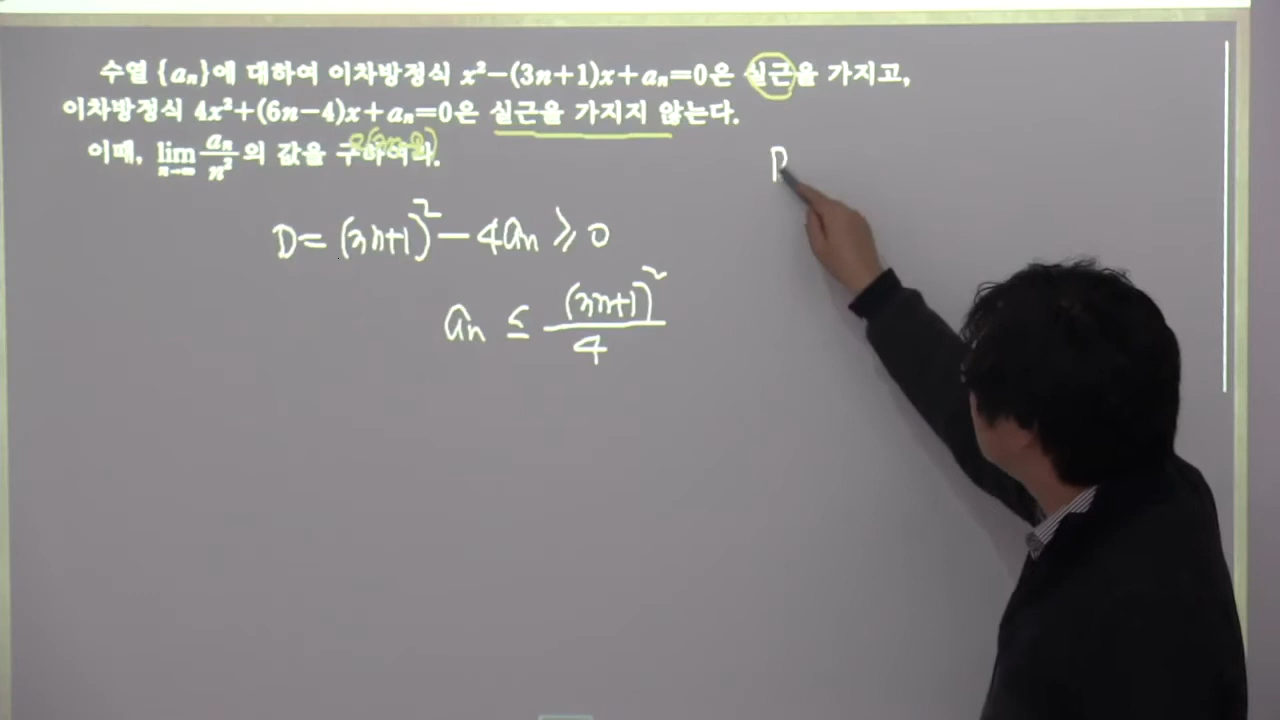 수열 {aₙ}에 대하여 이차방정식 x²-(3n+1)x+aₙ=0은 실근을 가지고,
이차방정식 4x²+(6n-4)x+aₙ=0은 실근을 가지지 않는다.
이때, lim n→∞ aₙ/n² 의 값을 구하여라.
D= (3n+1)² - 4aₙ ≥ 0
aₙ ≤ (3n+1)²/4
D